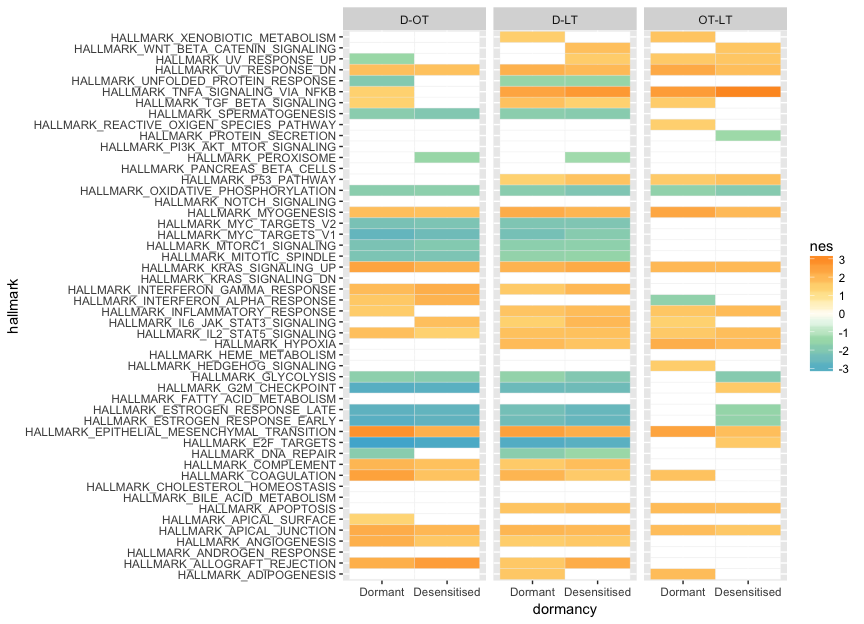 D-OT D-LT OT-LT
HALLMARK_XENOBIOTIC_METABOLISM
HALLMARK_WNT_BETA_CATENIN_SIGNALING
HALLMARK_UV_RESPONSE_UP
HALLMARK_UV_RESPONSE_DN
HALLMARK_UNFOLDED_PROTEIN_RESPONSE
HALLMARK_TNFA_SIGNALING_VIA_NFKB
HALLMARK_TGF_BETA_SIGNALING
HALLMARK_SPERMATOGENESIS
HALLMARK_REACTIVE_OXIGEN_SPECIES_PATHWAY
HALLMARK_PROTEIN_SECRETION
HALLMARK_PI3K_AKT_MTOR_SIGNALING
HALLMARK_PEROXISOME
HALLMARK_PANCREAS_BETA_CELLS
HALLMARK_P53_PATHWAY
HALLMARK_OXIDATIVE_PHOSPHORYLATION
HALLMARK_NOTCH_SIGNALING
HALLMARK_MYOGENESIS
HALLMARK_MYC_TARGETS_V2
HALLMARK_MYC_TARGETS_V1
HALLMARK_MTORC1_SIGNALING
HALLMARK_MITOTIC_SPINDLE
HALLMARK_KRAS_SIGNALING_UP
HALLMARK_KRAS_SIGNALING_DN
HALLMARK_INTERFERON_GAMMA_RESPONSE
HALLMARK_INTERFERON_ALPHA_RESPONSE
HALLMARK_INFLAMMATORY_RESPONSE
HALLMARK_IL6_JAK_STAT3_SIGNALING
HALLMARK_IL2_STAT5_SIGNALING
HALLMARK_HYPOXIA
HALLMARK_HEME_METABOLISM
HALLMARK_HEDGEHOG_SIGNALING
HALLMARK_GLYCOLYSIS
HALLMARK_G2M_CHECKPOINT
HALLMARK_FATTY_ACID_METABOLISM
HALLMARK_ESTROGEN_RESPONSE_LATE
HALLMARK_ESTROGEN_RESPONSE_EARLY
HALLMARK_EPITHELIAL_MESENCHYMAL_TRANSITION
HALLMARK_E2F_TARGETS
HALLMARK_DNA_REPAIR
HALLMARK_COMPLEMENT
HALLMARK_COAGULATION
HALLMARK_CHOLESTEROL_HOMEOSTASIS
HALLMARK_BILE_ACID_METABOLISM
HALLMARK_APOPTOSIS
HALLMARK_APICAL_SURFACE
HALLMARK_APICAL_JUNCTION
HALLMARK_ANGIOGENESIS
HALLMARK_ANDROGEN_RESPONSE
HALLMARK_ALLOGRAFT_REJECTION
HALLMARK_ADIPOGENESIS
hallmark
Dormant Desensitised Dormant Desensitised Dormant Desensitised
dormancy
nes
3
2
1
0
-1
-2
-3